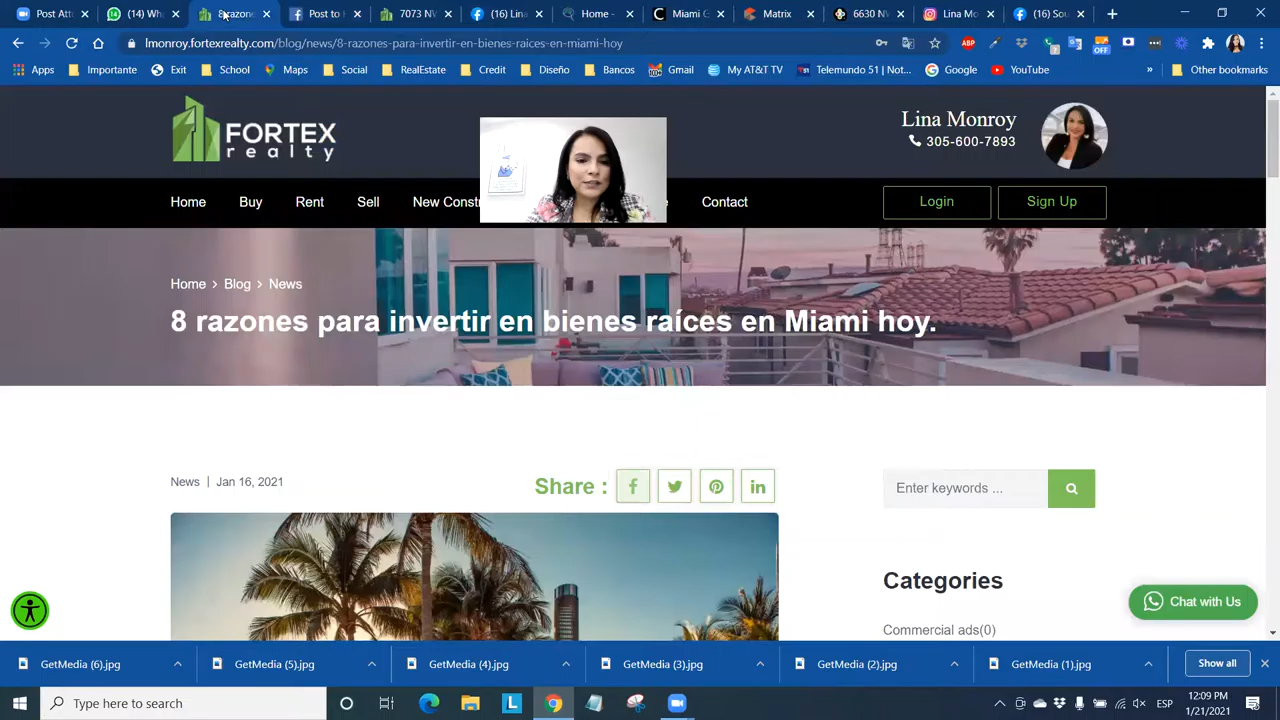 Post Att
(14) Wh
8 razone
Post to
7073 NV
(16) Lina
Home -
Miami G
Matrix
6630 NV
Lina Mo
(16) Sou
lmonroy.fortexrealty.com/blog/news/8-razones-para-invertir-en-bienes-raices-en-miami-hoy
Apps
Importante
Exit
School
Maps
Social
RealEstate
Credit
Diseño
Bancos
Gmail
My AT&T TV
Telemundo 51 | Not...
Google
YouTube
»
Other bookmarks
FORTEX
realty
Lina Monroy
305-600-7893
Home
Buy
Rent
Sell
New Constr
Contact
Login
Sign Up
Home > Blog > News
8 razones para invertir en bienes raíces en Miami hoy.
News | Jan 16, 2021
Share :
Enter keywords ...
Categories
Commercial ads(0)
Chat with Us
GetMedia (6).jpg
GetMedia (5).jpg
GetMedia (4).jpg
GetMedia (3).jpg
GetMedia (2).jpg
GetMedia (1).jpg
Show all
Type here to search
ESP
12:09 PM
1/21/2021